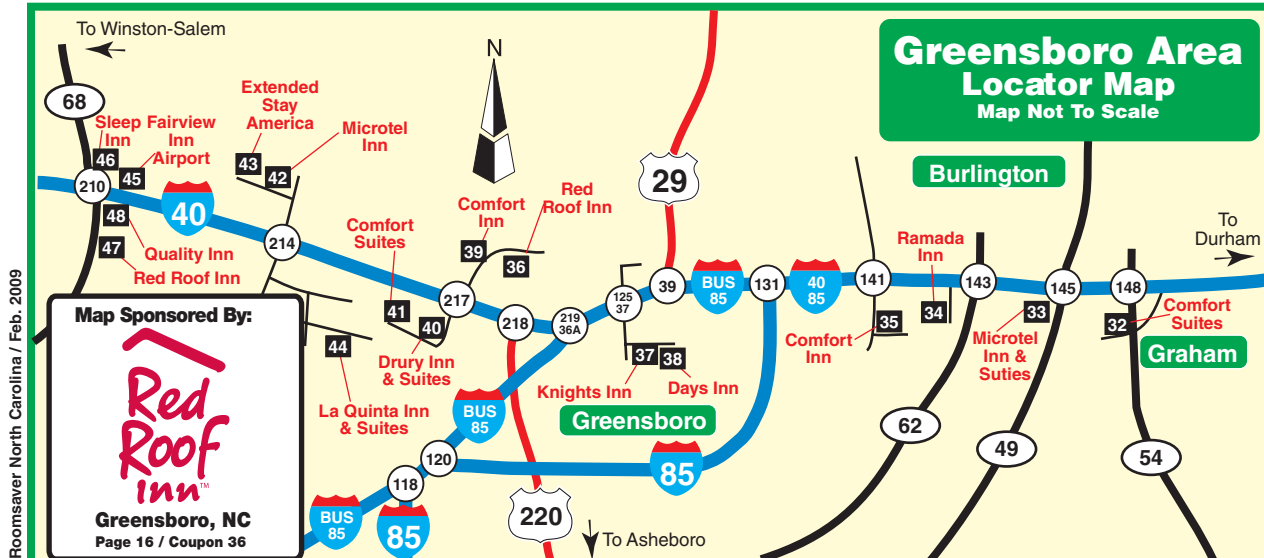 Greensboro Area
Locator Map
Map Not To Scale
To Winston-Salem
N
68
Sleep
Inn
46
Fairview
Inn
Airport
45
Extended
Stay
America
43
Microtel
Inn
42
210
40
48
Quality Inn
47
Red Roof Inn
214
Comfort
Suites
41
Comfort
Inn
39
Red
Roof Inn
36
29
217
218
219
36A
125
37
39
BUS
85
131
40
85
141
143
145
148
Burlington
To
Durham
Ramada
Inn
34
35
Comfort
Inn
33
Microtel
Inn &
Suties
32
Comfort
Suites
Graham
40
Drury Inn
& Suites
44
La Quinta Inn
& Suites
37
38
Knights Inn
Days Inn
Greensboro
BUS
85
120
118
85
BUS
85
85
220
To Asheboro
62
49
54
Map Sponsored By:
Red
Roof
Inn™
Greensboro, NC
Page 16 / Coupon 36
Roomsaver North Carolina / Feb. 2009